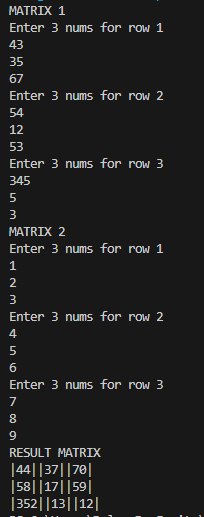 MATRIX 1
Enter 3 nums for row 1
43
35
67
Enter 3 nums for row 2
54
12
53
Enter 3 nums for row 3
345
5
3
MATRIX 2
Enter 3 nums for row 1
1
2
3
Enter 3 nums for row 2
4
5
6
Enter 3 nums for row 3
7
8
9
RESULT MATRIX
|44||37||70|
|58||17||59|
|352||13||12|